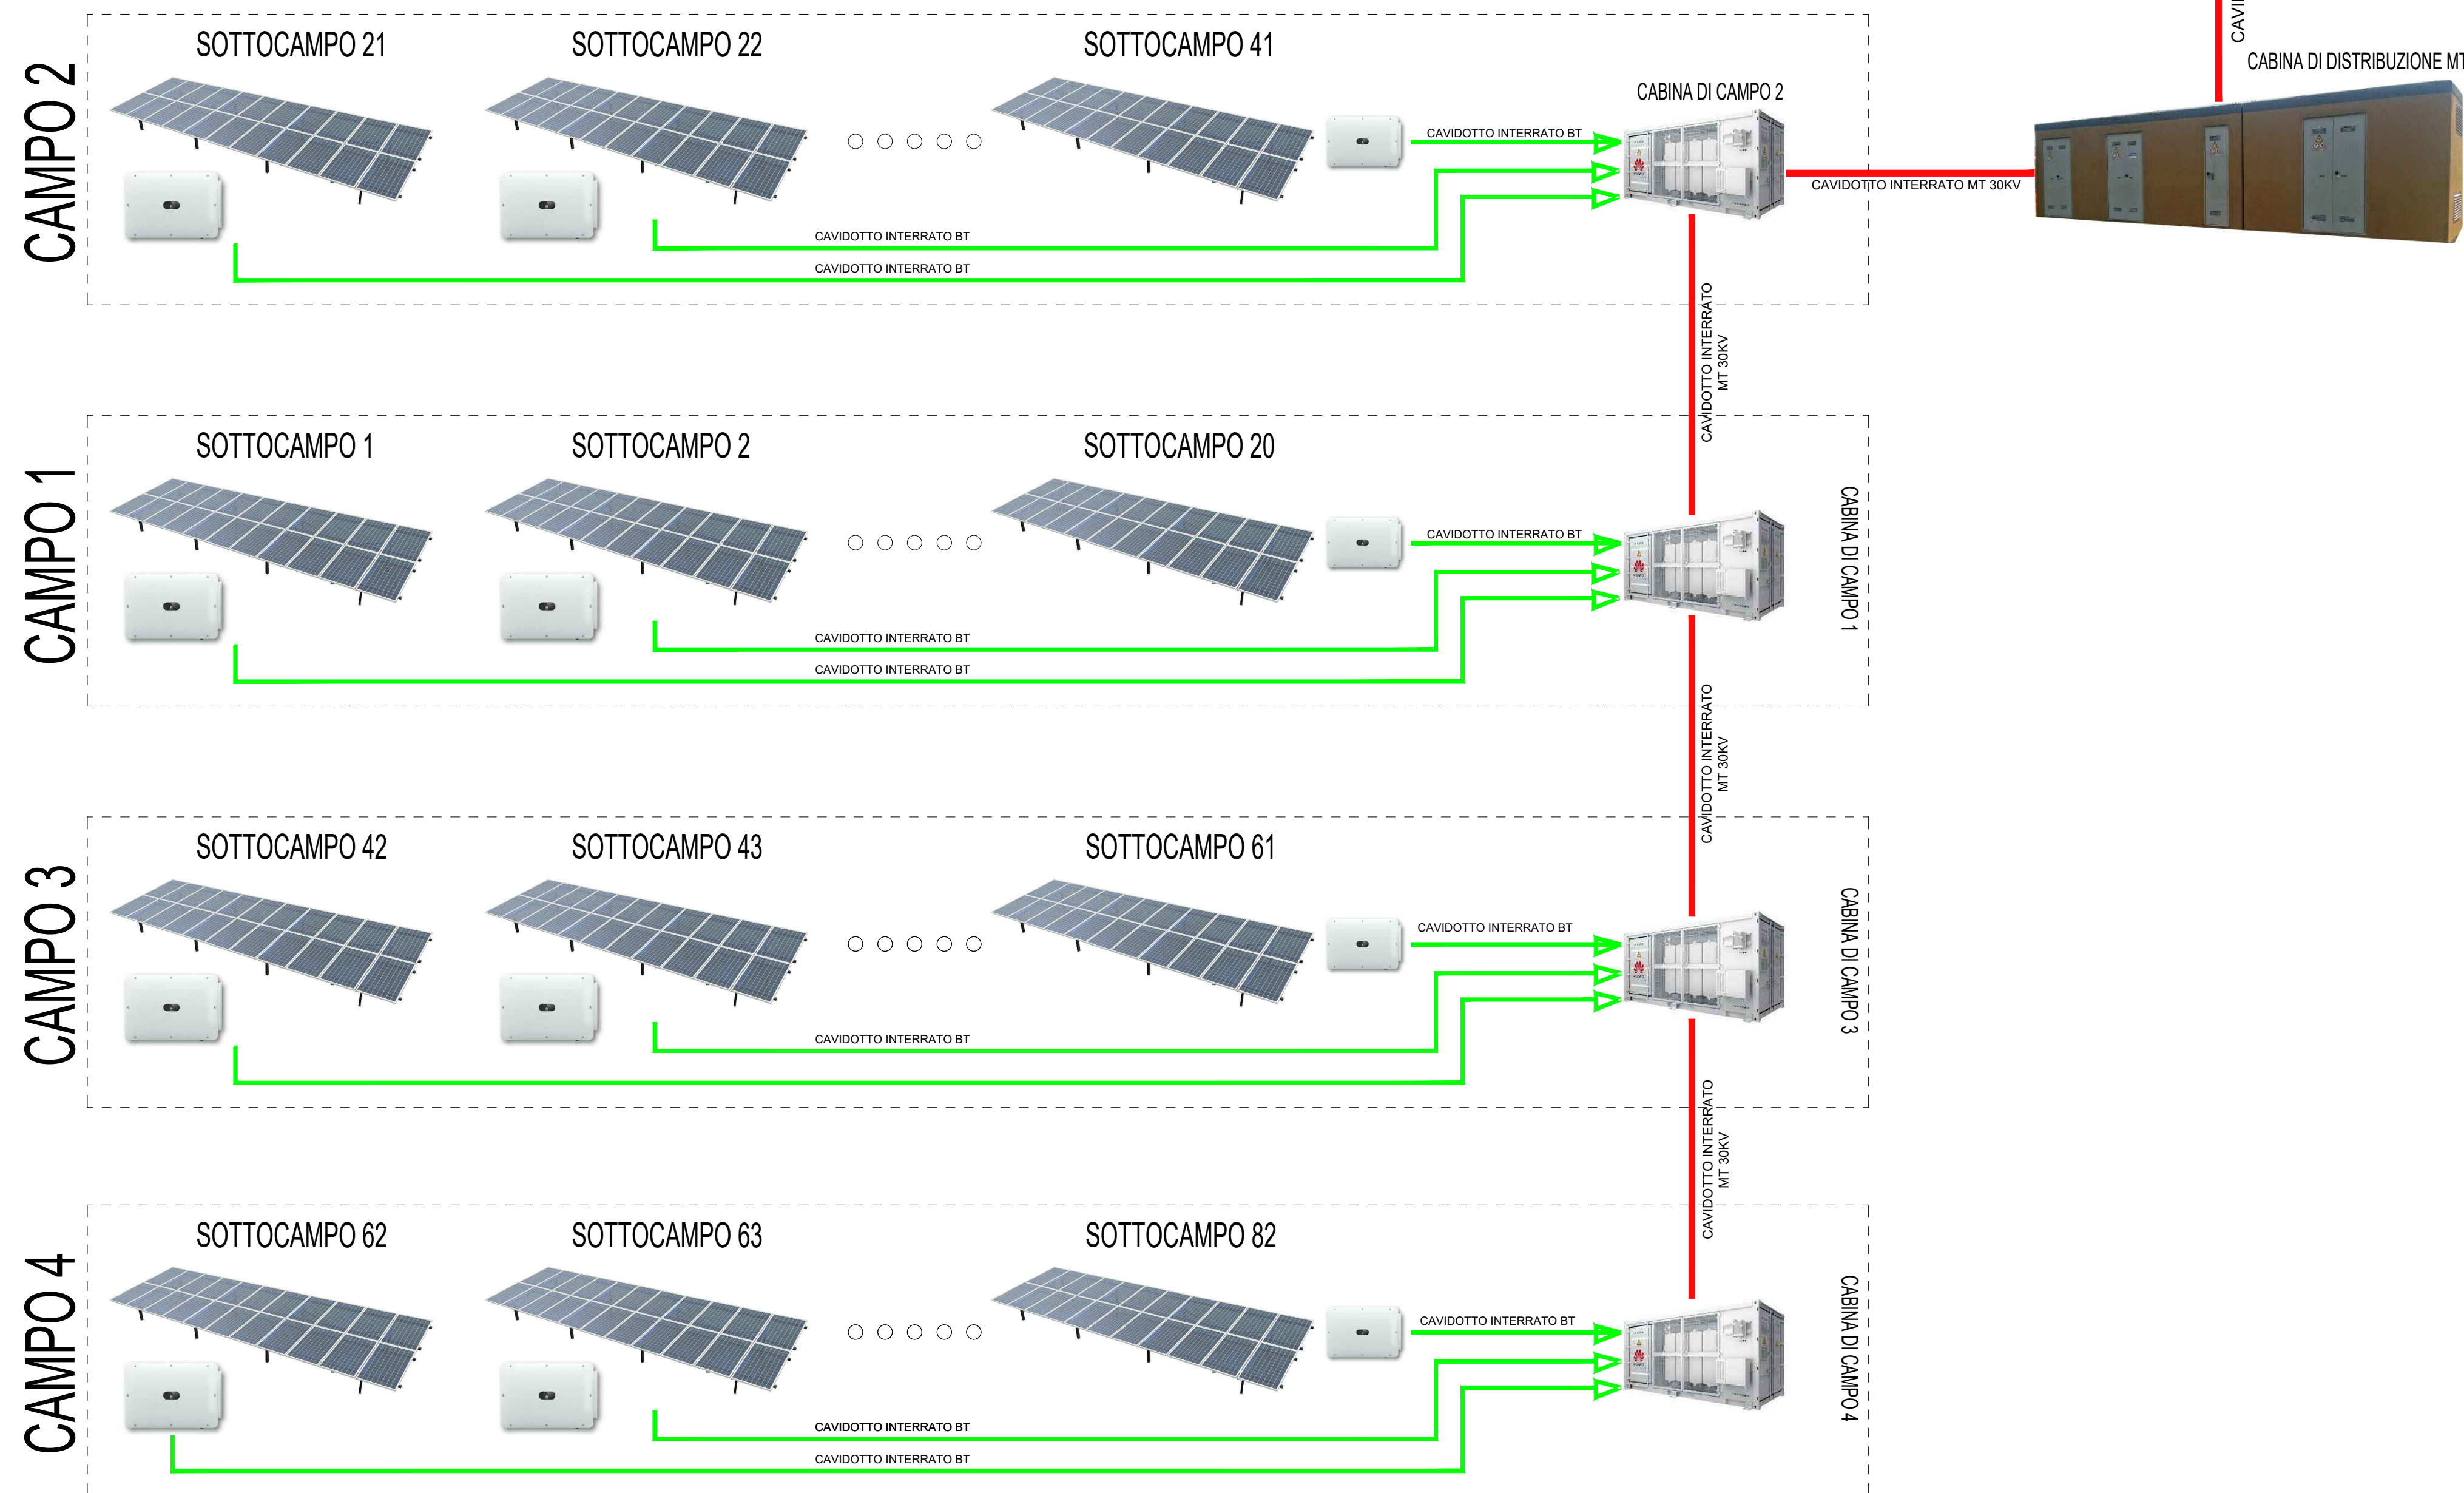 CAVI
CABINA DI DISTRIBUZIONE MT
CAMPO 2
SOTTOCAMPO 21
SOTTOCAMPO 22
SOTTOCAMPO 41
CABINA DI CAMPO 2
CAVIDOTTO INTERRATO BT
CAVIDOTTO INTERRATO MT 30KV
CAVIDOTTO INTERRATO BT
CAVIDOTTO INTERRATO BT
CAVIDOTTO INTERRATO
MT 30KV
CAMPO 1
SOTTOCAMPO 1
SOTTOCAMPO 2
SOTTOCAMPO 20
CABINA DI CAMPO 1
CAVIDOTTO INTERRATO BT
CAVIDOTTO INTERRATO BT
CAVIDOTTO INTERRATO BT
CAVIDOTTO INTERRATO
MT 30KV
CAMPO 3
SOTTOCAMPO 42
SOTTOCAMPO 43
SOTTOCAMPO 61
CABINA DI CAMPO 3
CAVIDOTTO INTERRATO BT
CAVIDOTTO INTERRATO BT
CAVIDOTTO INTERRATO
MT 30KV
CAMPO 4
SOTTOCAMPO 62
SOTTOCAMPO 63
SOTTOCAMPO 82
CABINA DI CAMPO 4
CAVIDOTTO INTERRATO BT
CAVIDOTTO INTERRATO BT
CAVIDOTTO INTERRATO BT